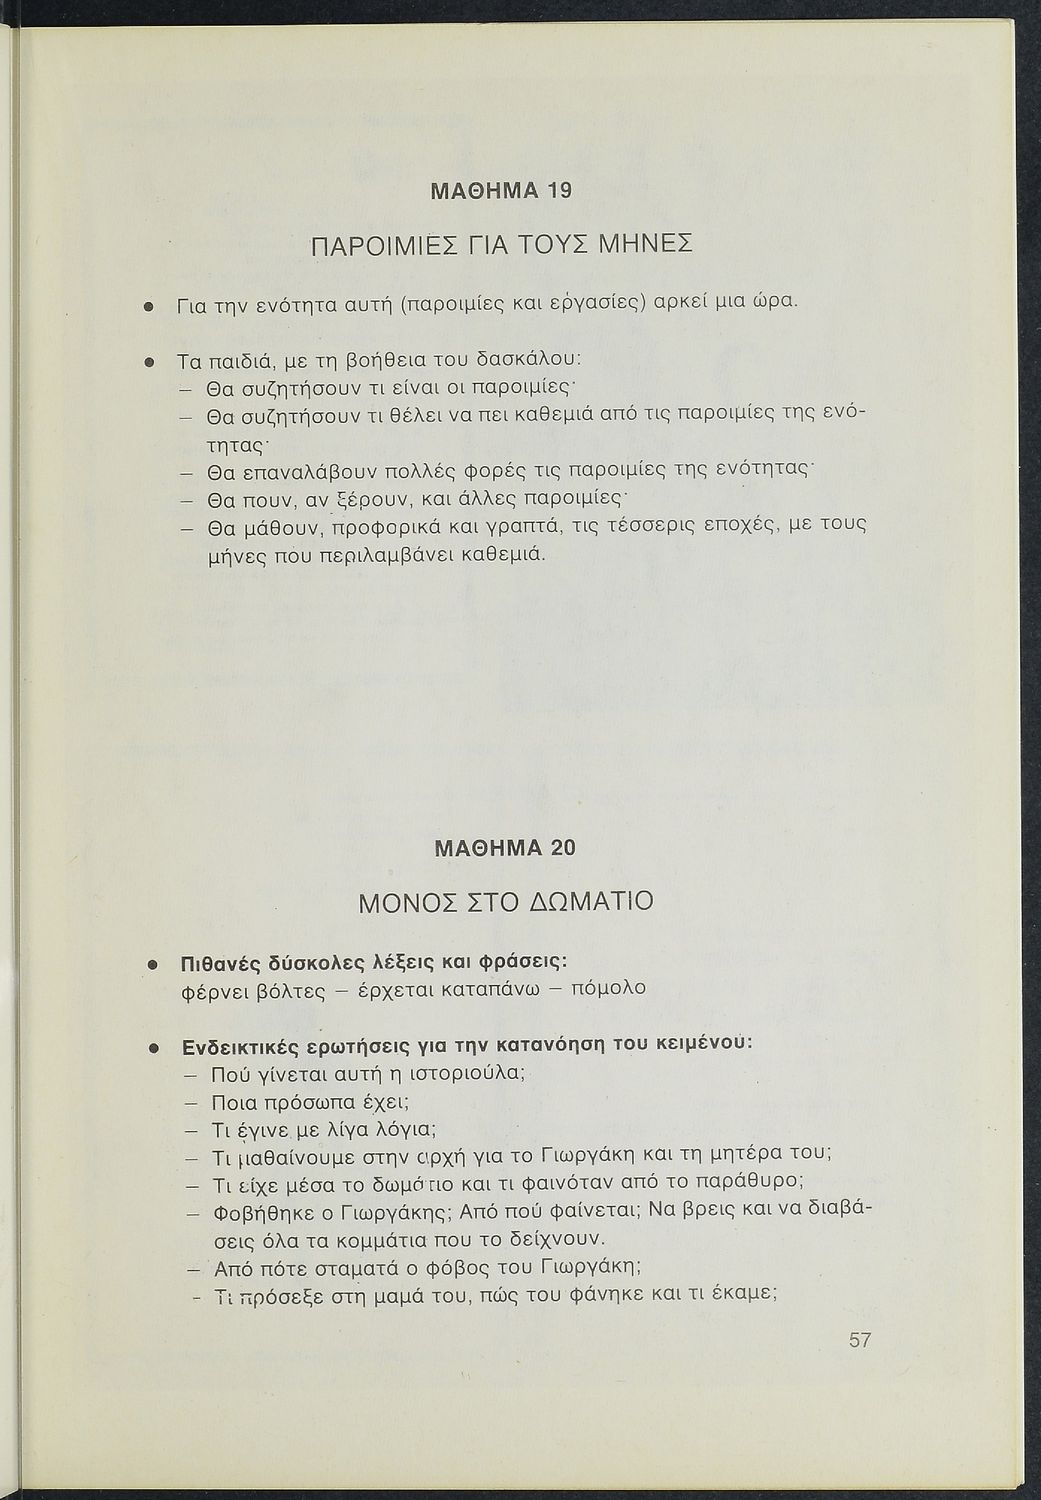 ΜΑΘΗΜΑ 19
ΠΑΡΟΙΜΙΕΣ ΓΙΑ ΤΟΥΣ ΜΗΝΕΣ
● Για την ενότητα αυτή (παροιμίες και εργασίες) αρκεί μια ώρα.
● Τα παιδιά, με τη βοήθεια του δασκάλου:
– Θα συζητήσουν τι είναι οι παροιμίες·
– Θα συζητήσουν τι θέλει να πει καθεμιά από τις παροιμίες της ενό-
τητας·
– Θα επαναλάβουν πολλές φορές τις παροιμίες της ενότητας·
– Θα πουν, αν ξέρουν, και άλλες παροιμίες·
– Θα μάθουν, προφορικά και γραπτά, τις τέσσερις εποχές, με τους
μήνες που περιλαμβάνει καθεμιά.
ΜΑΘΗΜΑ 20
ΜΟΝΟΣ ΣΤΟ ΔΩΜΑΤΙΟ
● Πιθανές δύσκολες λέξεις και φράσεις:
φέρνει βόλτες – έρχεται καταπάνω – πόμολο
● Ενδεικτικές ερωτήσεις για την κατανόηση του κειμένου:
– Πού γίνεται αυτή η ιστοριούλα;
– Ποια πρόσωπα έχει;
– Τι έγινε με λίγα λόγια;
– Τι μαθαίνουμε στην αρχή για το Γιωργάκη και τη μητέρα του;
– Τι είχε μέσα το δωμάτιο και τι φαινόταν από το παράθυρο;
– Φοβήθηκε ο Γιωργάκης; Από πού φαίνεται; Να βρεις και να διαβά-
σεις όλα τα κομμάτια που το δείχνουν.
– Από πότε σταματά ο φόβος του Γιωργάκη;
– Τι πρόσεξε στη μαμά του, πώς του φάνηκε και τι έκαμε;
57